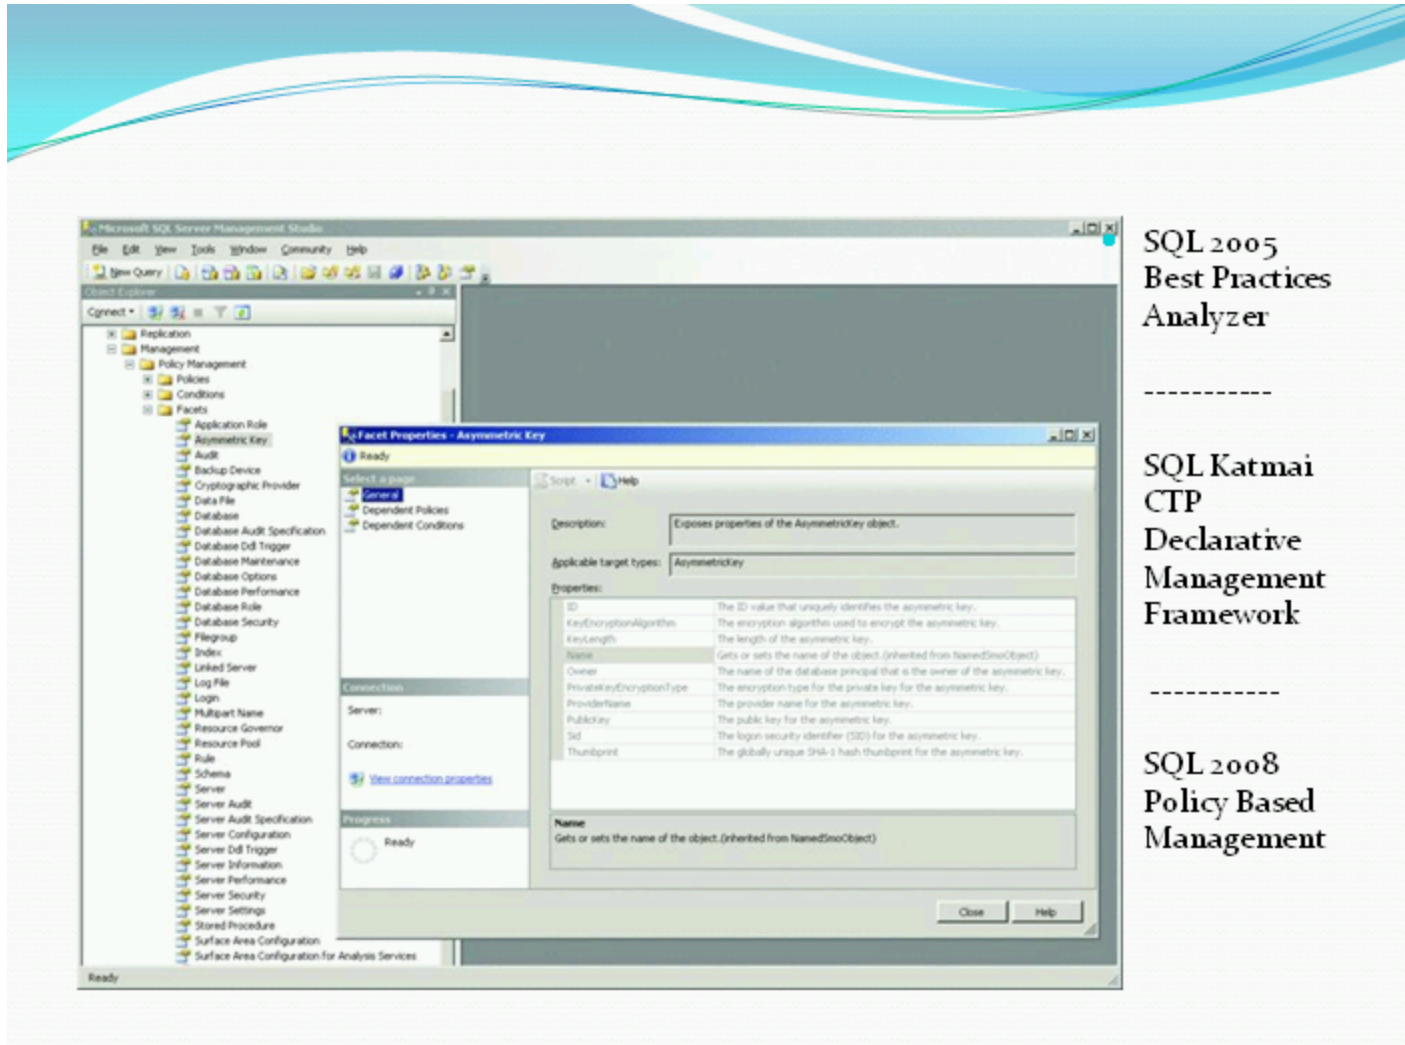 Microsoft SQL Server Management Studio
File Edit View Tools Window Community Help
New Query
Object Explorer
Connect
Replication
Management
Policy Management
Policies
Conditions
Facets
Application Role
Asymmetric Key
Audit
Backup Device
Cryptographic Provider
Data File
Database
Database Audit Specification
Database Ddl Trigger
Database Maintenance
Database Options
Database Performance
Database Role
Database Security
Filegroup
Index
Linked Server
Log File
Login
Multipart Name
Resource Governor
Resource Pool
Rule
Schema
Server
Server Audit
Server Audit Specification
Server Configuration
Server Ddl Trigger
Server Information
Server Performance
Server Security
Server Settings
Stored Procedure
Surface Area Configuration
Surface Area Configuration for Analysis Services
Ready
Facet Properties - Asymmetric Key
Ready
Select a page
General
Dependent Policies
Dependent Conditions
Connection
Server:
Connection:
View connection properties
Progress
Ready
Script Help
Description: Exposes properties of the AsymmetricKey object.
Applicable target types: AsymmetricKey
Properties:
ID The ID value that uniquely identifies the asymmetric key.
KeyEncryptionAlgorithm The encryption algorithm used to encrypt the asymmetric key.
KeyLength The length of the asymmetric key.
Name Gets or sets the name of the object.(inherited from NamedSmoObject)
Owner The name of the database principal that is the owner of the asymmetric key.
PrivateKeyEncryptionType The encryption type for the private key for the asymmetric key.
ProviderName The provider name for the asymmetric key.
PublicKey The public key for the asymmetric key.
Sid The logon security identifier (SID) for the asymmetric key.
Thumbprint The globally unique SHA-1 hash thumbprint for the asymmetric key.
Name
Gets or sets the name of the object.(inherited from NamedSmoObject)
Close Help
SQL 2005
Best Practices
Analyzer
-----------
SQL Katmai
CTP
Declarative
Management
Framework
-----------
SQL 2008
Policy Based
Management